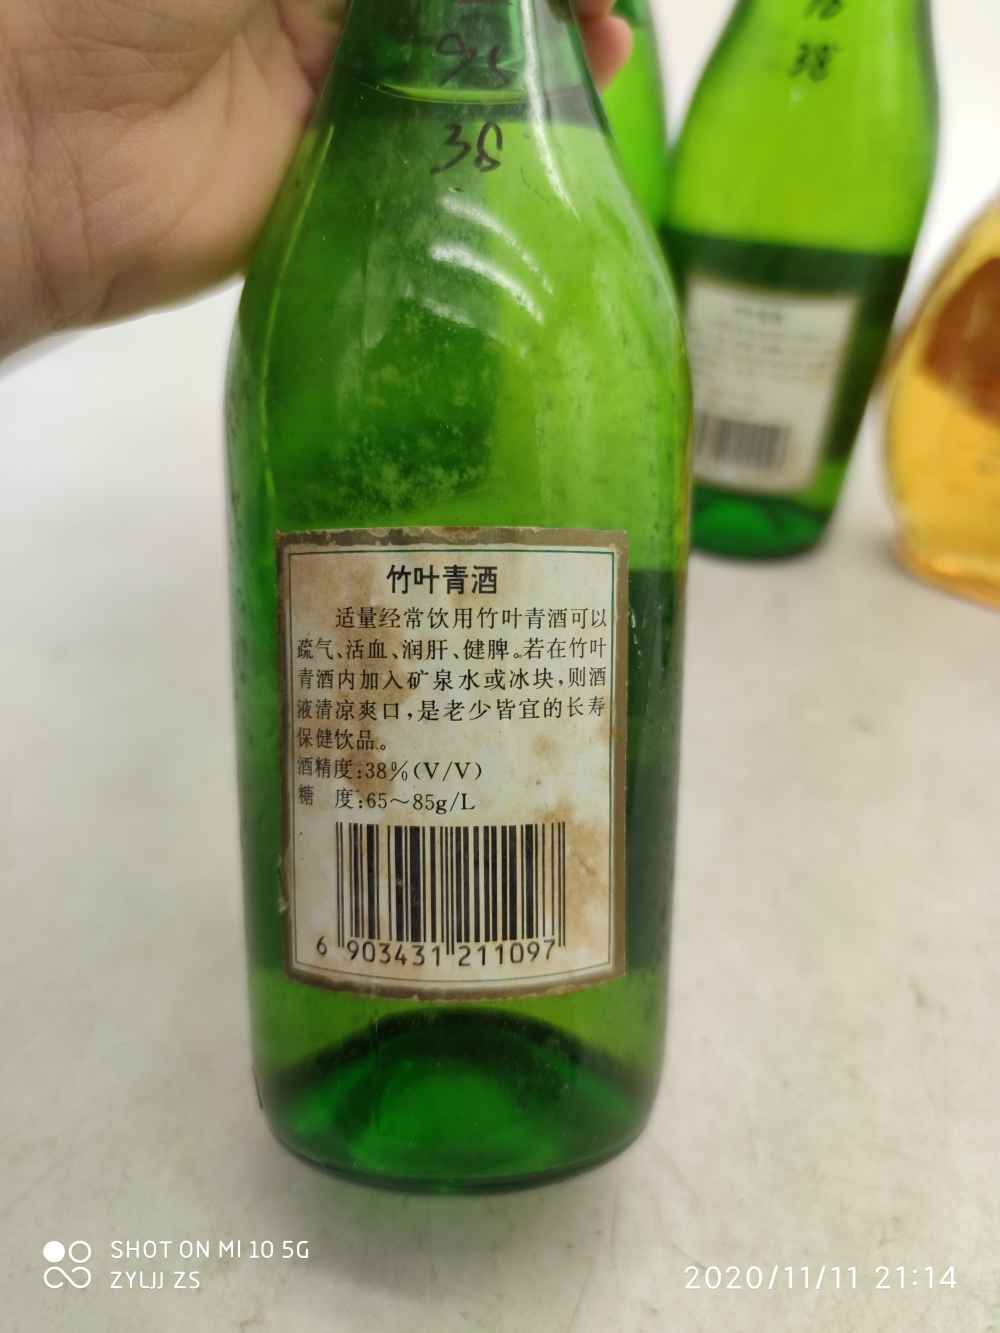 95
38
38
竹叶青酒
适量经常饮用竹叶青酒可以
疏气、活血、润肝、健脾。若在竹叶
青酒内加入矿泉水或冰块,则酒
液清凉爽口,是老少皆宜的长寿
保健饮品。
酒精度:38%(V/V)
糖 度:65～85g/L
6 903431 211097
SHOT ON MI 10 5G
ZYLJJ ZS
2020/11/11 21:14